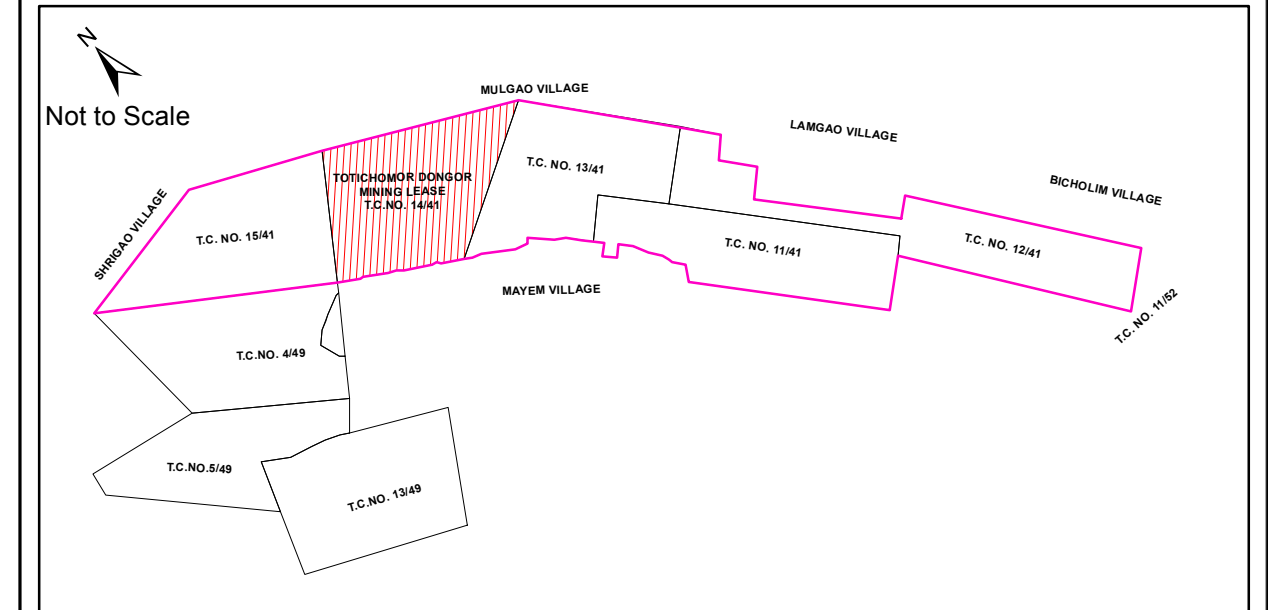 N
Not to Scale
MULGAO VILLAGE
LAMGAO VILLAGE
BICHOLIM VILLAGE
SHRIGAO VILLAGE
T.C. NO. 15/41
TOTICHOMOR DONGOR
MINING LEASE
T.C.NO. 14/41
T.C. NO. 13/41
T.C. NO. 11/41
T.C. NO. 12/41
T.C. NO. 11/52
MAYEM VILLAGE
T.C.NO. 4/49
T.C.NO.5/49
T.C.NO. 13/49